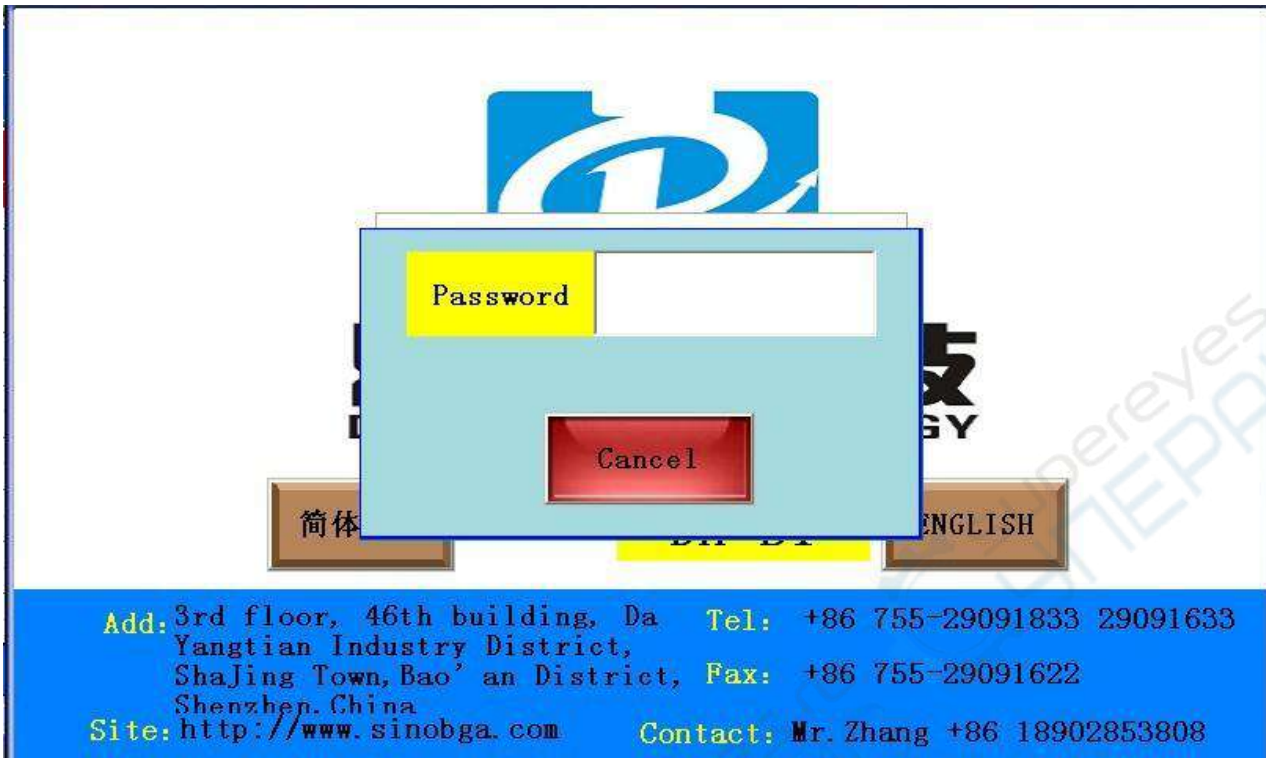 Password
Cancel
简体
ENGLISH
GY
Add: 3rd floor, 46th building, Da
Yangtian Industry District,
ShaJing Town,Bao'an District,
Shenzhen.China
Tel: +86 755-29091833 29091633
Fax: +86 755-29091622
Site: http://www.sinobga.com
Contact: Mr.Zhang +86 18902853808